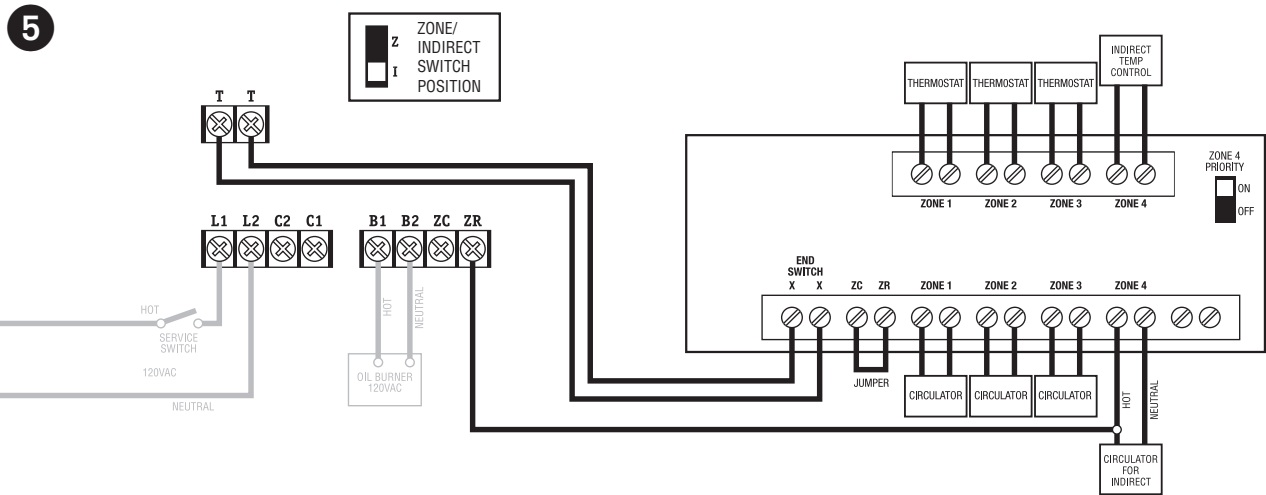 5
Z
I
ZONE/
INDIRECT
SWITCH
POSITION
T T
THERMOSTAT THERMOSTAT THERMOSTAT
INDIRECT
TEMP
CONTROL
ZONE 4
PRIORITY
ON
OFF
ZONE 1 ZONE 2 ZONE 3 ZONE 4
L1 L2 C2 C1 B1 B2 ZC ZR
END
SWITCH
X X ZC ZR ZONE 1 ZONE 2 ZONE 3 ZONE 4
HOT
SERVICE
SWITCH
120VAC
NEUTRAL
HOT
NEUTRAL
OIL BURNER
120VAC
JUMPER
CIRCULATOR CIRCULATOR CIRCULATOR
HOT
NEUTRAL
CIRCULATOR
FOR
INDIRECT